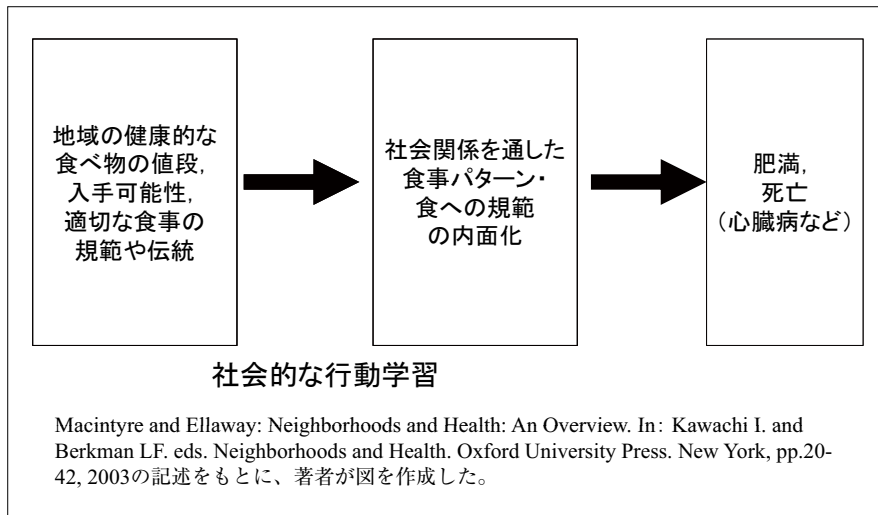 地域の健康的な
食べ物の値段,
入手可能性,
適切な食事の
規範や伝統
社会関係を通した
食事パターン・
食への規範
の内面化
肥満,
死亡
（心臓病など）
社会的な行動学習
Macintyre and Ellaway: Neighborhoods and Health: An Overview. In: Kawachi I. and
Berkman LF. eds. Neighborhoods and Health. Oxford University Press. New York, pp.20-
42, 2003の記述をもとに、著者が図を作成した。